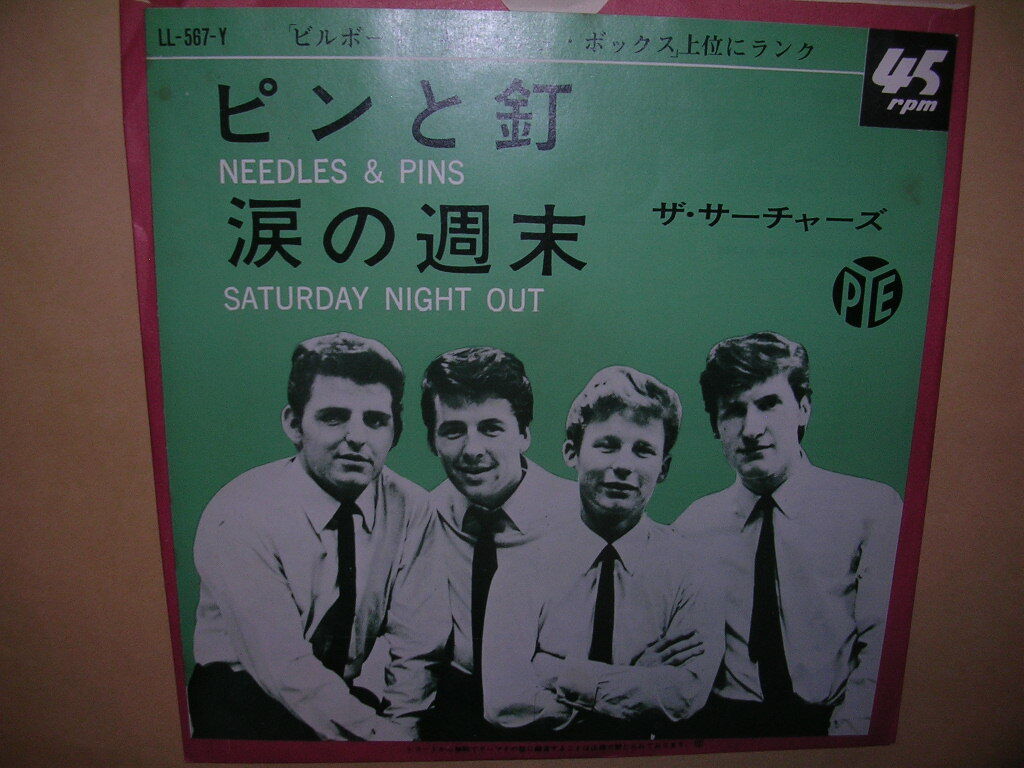 LL-567-Y
「ビルボー ・ボックス」上位にランク
45
rpm
ピンと釘
NEEDLES & PINS
涙の週末
ザ・サーチャーズ
SATURDAY NIGHT OUT
PYE